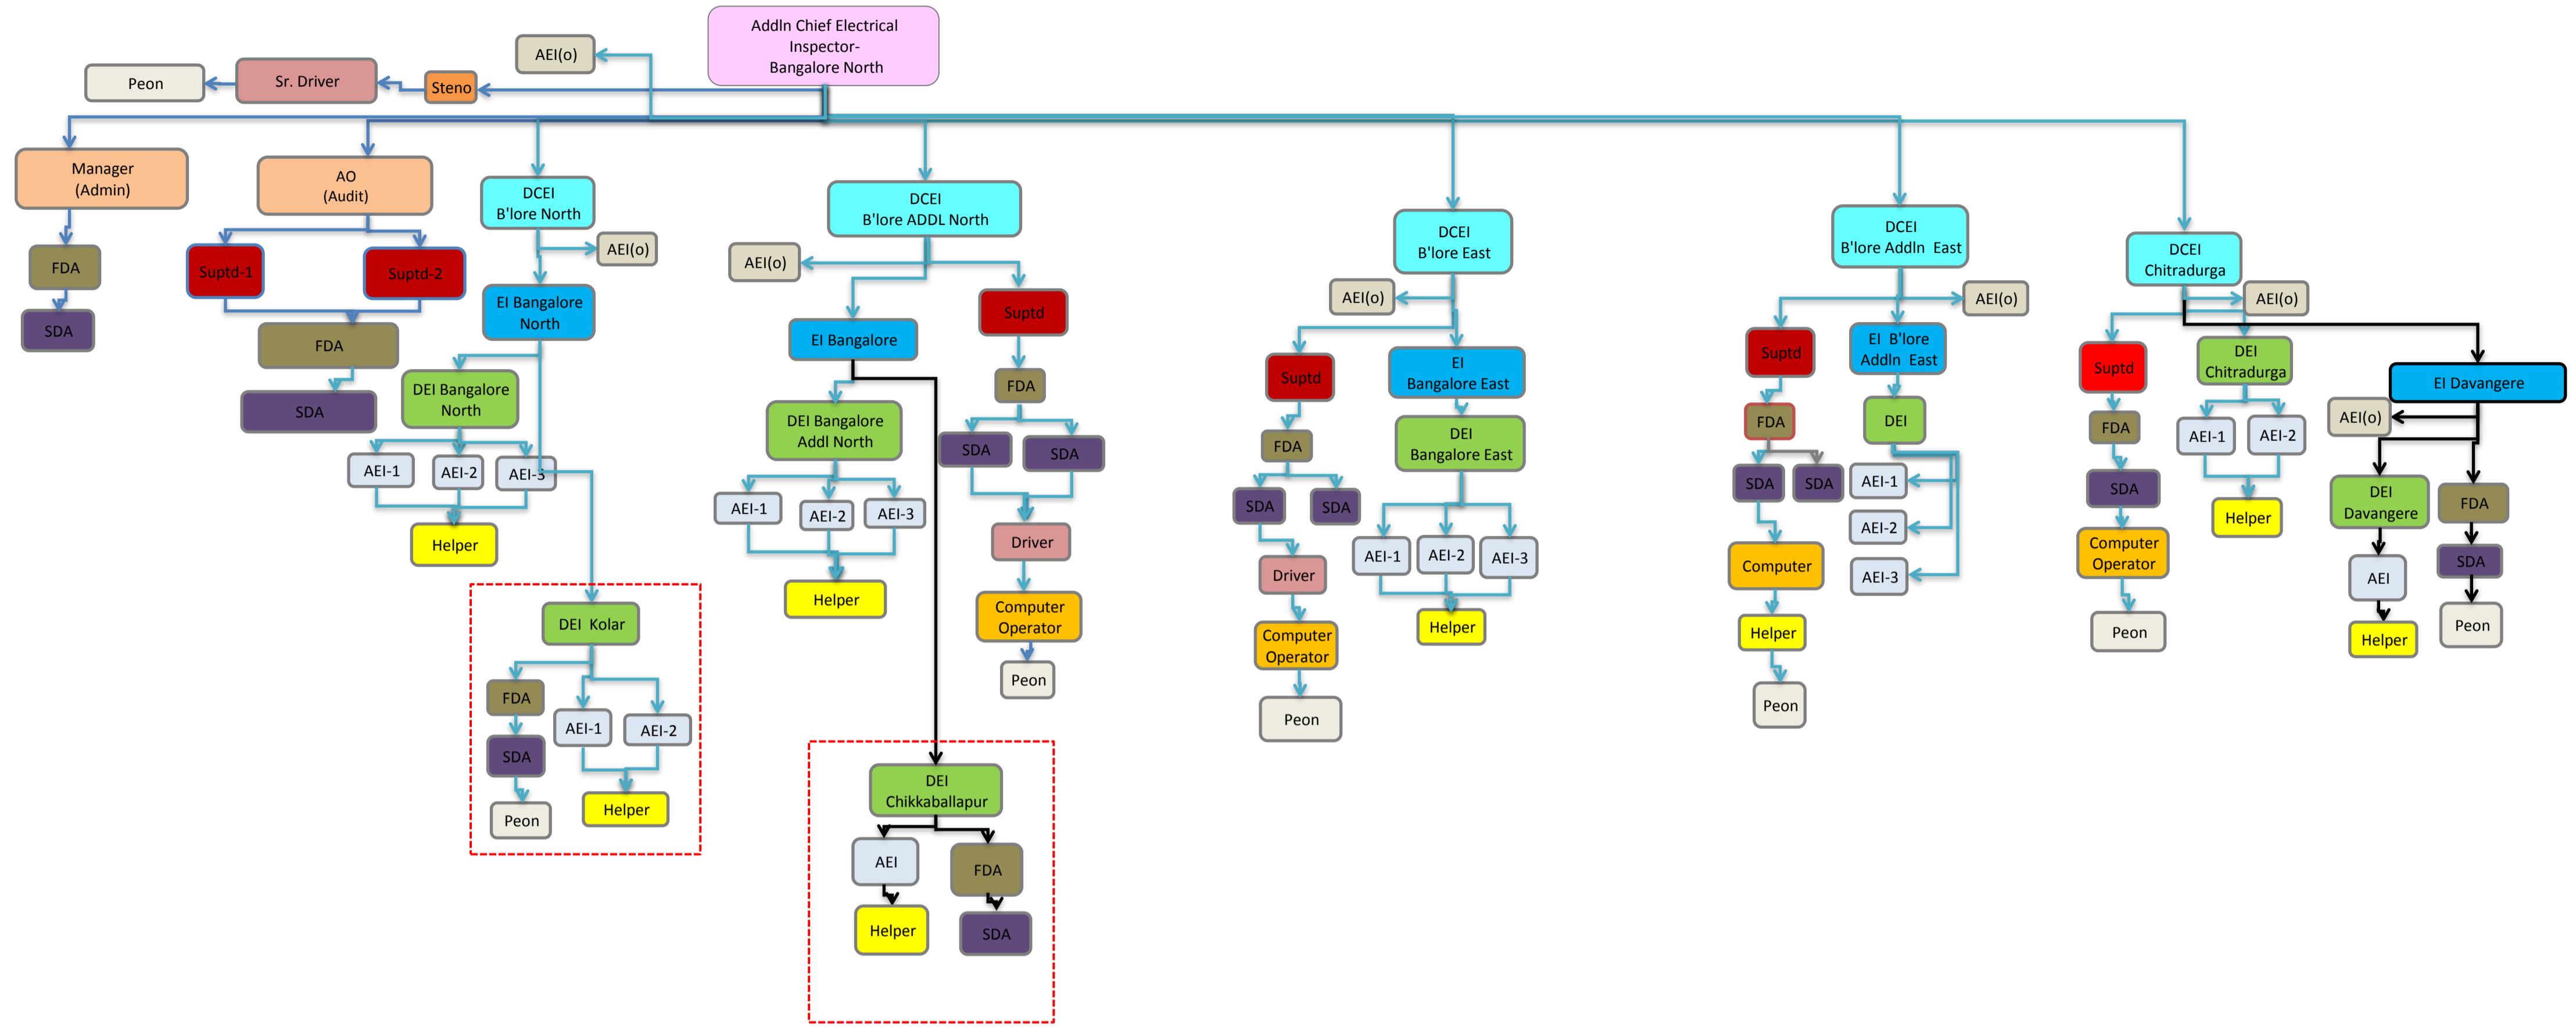 Addln Chief Electrical
Inspector-
Bangalore North
AEI(o)
Steno
Sr. Driver
Peon
Manager
(Admin)
FDA
SDA
AO
(Audit)
Suptd-1
Suptd-2
FDA
SDA
DCEI
B'lore North
AEI(o)
EI Bangalore
North
DEI Bangalore
North
AEI-1
AEI-2
AEI-3
Helper
DEI Kolar
FDA
SDA
Peon
AEI-1
AEI-2
Helper
DCEI
B'lore ADDL North
AEI(o)
EI Bangalore
DEI Bangalore
Addl North
AEI-1
AEI-2
AEI-3
Helper
Suptd
FDA
SDA
SDA
Driver
Computer
Operator
Peon
DEI
Chikkaballapur
AEI
Helper
FDA
SDA
DCEI
B'lore East
AEI(o)
Suptd
FDA
SDA
SDA
Driver
Computer
Operator
Peon
EI
Bangalore East
DEI
Bangalore East
AEI-1
AEI-2
AEI-3
Helper
DCEI
B'lore Addln East
AEI(o)
Suptd
FDA
SDA
SDA
Computer
Helper
Peon
EI B'lore
Addln East
DEI
AEI-1
AEI-2
AEI-3
DCEI
Chitradurga
AEI(o)
Suptd
FDA
SDA
Computer
Operator
Peon
DEI
Chitradurga
AEI-1
AEI-2
Helper
EI Davangere
AEI(o)
DEI
Davangere
AEI
Helper
FDA
SDA
Peon